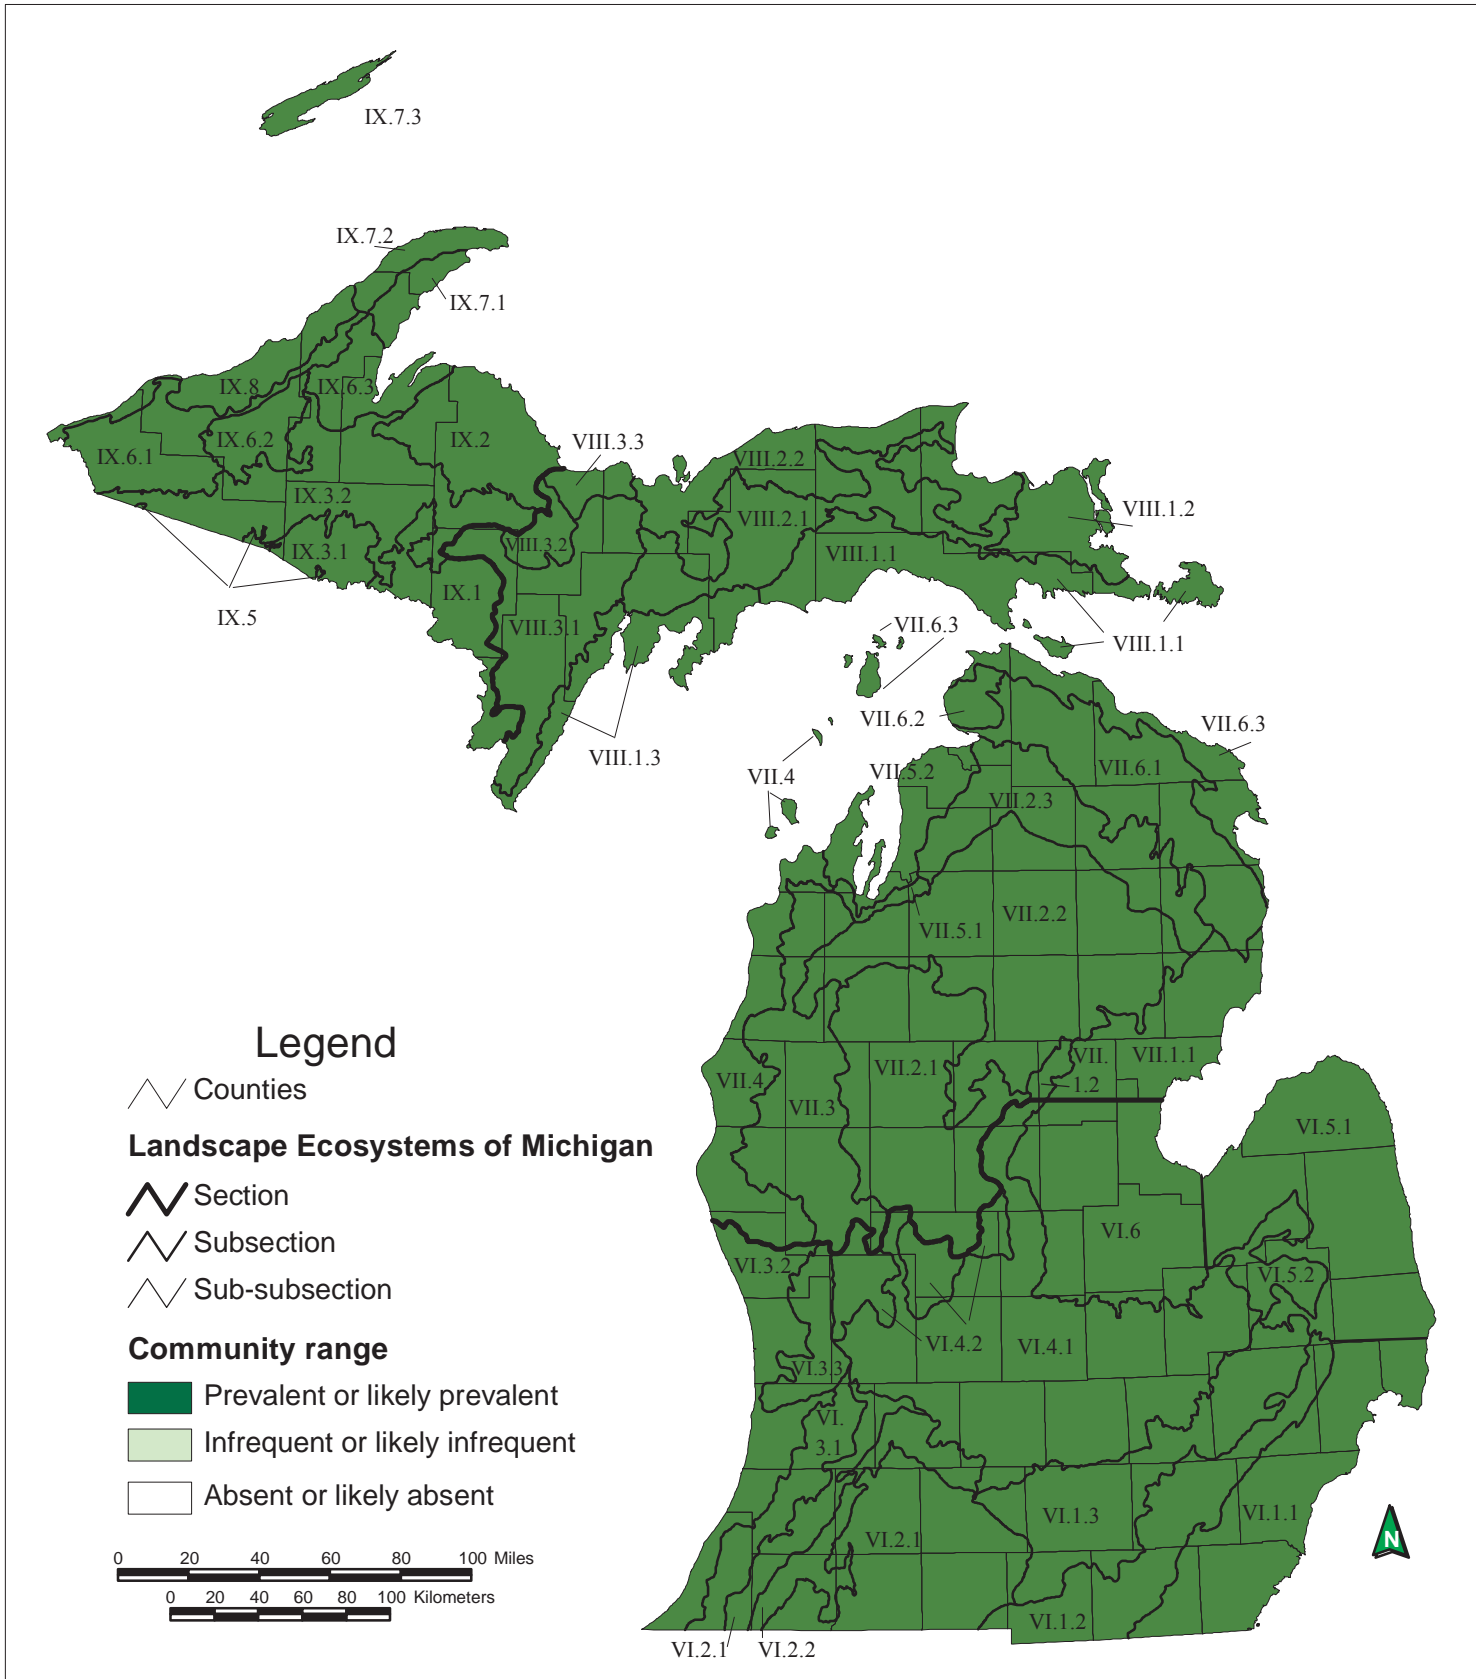 IX.7.3
IX.7.2
IX.7.1
IX.8
IX.6.3
IX.6.2
IX.2
IX.6.1
VIII.3.3
VIII.2.2
IX.3.2
VIII.2.1
VIII.1.2
IX.3.1
VIII.3.2
VIII.1.1
IX.1
IX.5
VIII.3.1
VII.6.3
VIII.1.1
VII.6.2
VII.6.3
VIII.1.3
VII.4
VII.5.2
VII.6.1
VII.2.3
VII.5.1
VII.2.2
VII.4
VII.3
VII.2.1
VII.
1.2
VII.1.1
VI.5.1
VI.6
VI.3.2
VI.5.2
VI.4.2
VI.4.1
VI.3.3
VI.
3.1
VI.2.1
VI.1.3
VI.1.1
VI.1.2
VI.2.1
VI.2.2
Legend
Counties
Landscape Ecosystems of Michigan
Section
Subsection
Sub-subsection
Community range
Prevalent or likely prevalent
Infrequent or likely infrequent
Absent or likely absent
0 20 40 60 80 100 Miles
0 20 40 60 80 100 Kilometers
N